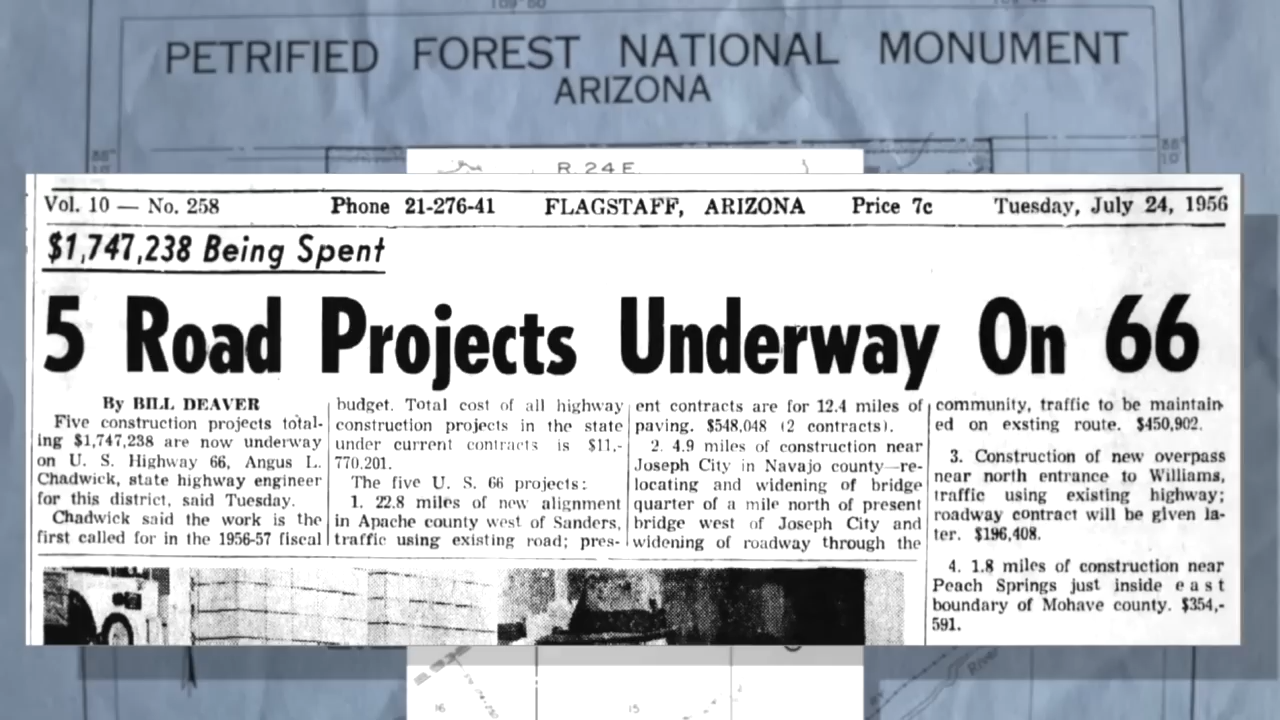 109° 60'
PETRIFIED FOREST NATIONAL MONUMENT
ARIZONA
R. 24 E.
Vol. 10 — No. 258 Phone 21-276-41 FLAGSTAFF, ARIZONA Price 7c Tuesday, July 24, 1956
$1,747,238 Being Spent
5 Road Projects Underway On 66
By BILL DEAVER
Five construction projects total-
ing $1,747,238 are now underway
on U. S. Highway 66, Angus L.
Chadwick, state highway engineer
for this district, said Tuesday.
Chadwick said the work is the
first called for in the 1956-57 fiscal
budget. Total cost of all highway
construction projects in the state
under current contracts is $11,-
770,201.
The five U. S. 66 projects:
1. 22.8 miles of new alignment
in Apache county west of Sanders,
traffic using existing road; pres-
ent contracts are for 12.4 miles of
paving. $548,048 (2 contracts).
2. 4.9 miles of construction near
Joseph City in Navajo county—re-
locating and widening of bridge
quarter of a mile north of present
bridge west of Joseph City and
widening of roadway through the
community, traffic to be maintain-
ed on exsting route. $450,902.
3. Construction of new overpass
near north entrance to Williams,
traffic using existing highway;
roadway contract will be given la-
ter. $196,408.
4. 1.8 miles of construction near
Peach Springs just inside east
boundary of Mohave county. $354,-
591.
River
16
15